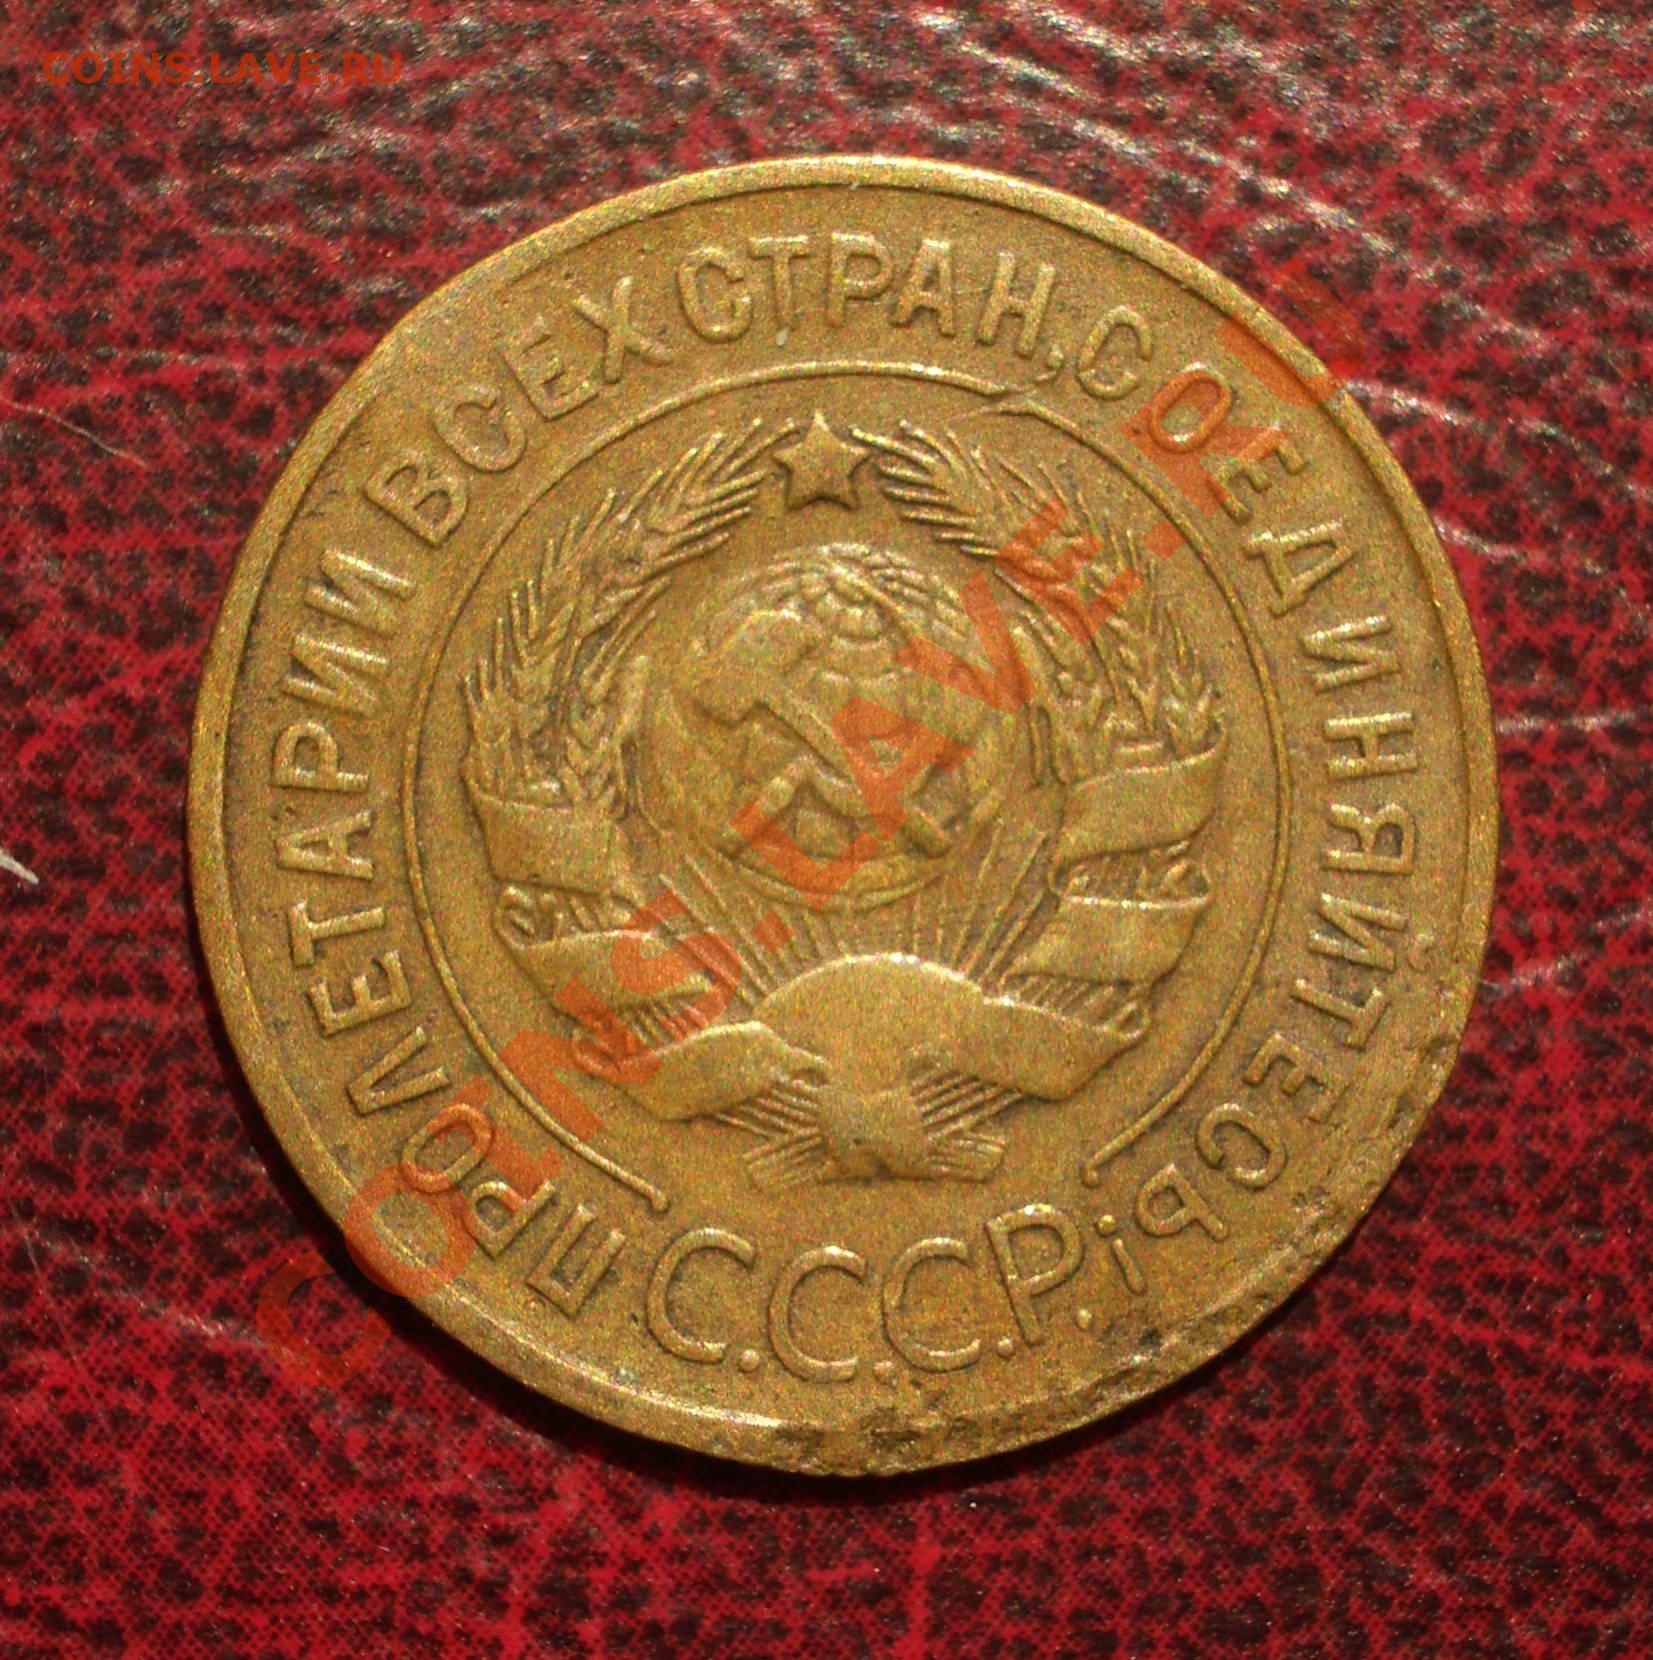 COINS.LAVE.RU
ПРОЛЕТАРИИ ВСЕХ СТРАН, СОЕДИНЯЙТЕСЬ!
С.С.С.Р.
COINS.LAVE.RU